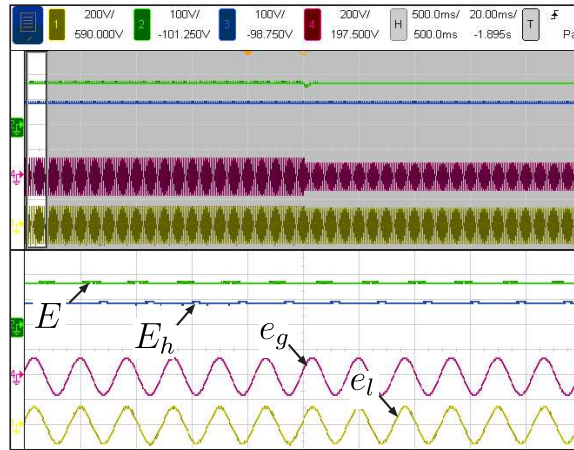 1 200V/ 2 100V/ 3 100V/ 4 200V/ H 500.0ms/ 20.00ms/ T
590.000V -101.250V -98.750V 197.500V 500.0ms -1.895s Pa
E
E_h
e_g
e_l